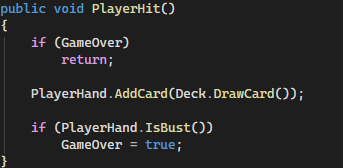 public void PlayerHit()
{
    if (GameOver)
        return;
    PlayerHand.AddCard(Deck.DrawCard());
    if (PlayerHand.IsBust())
        GameOver = true;
}